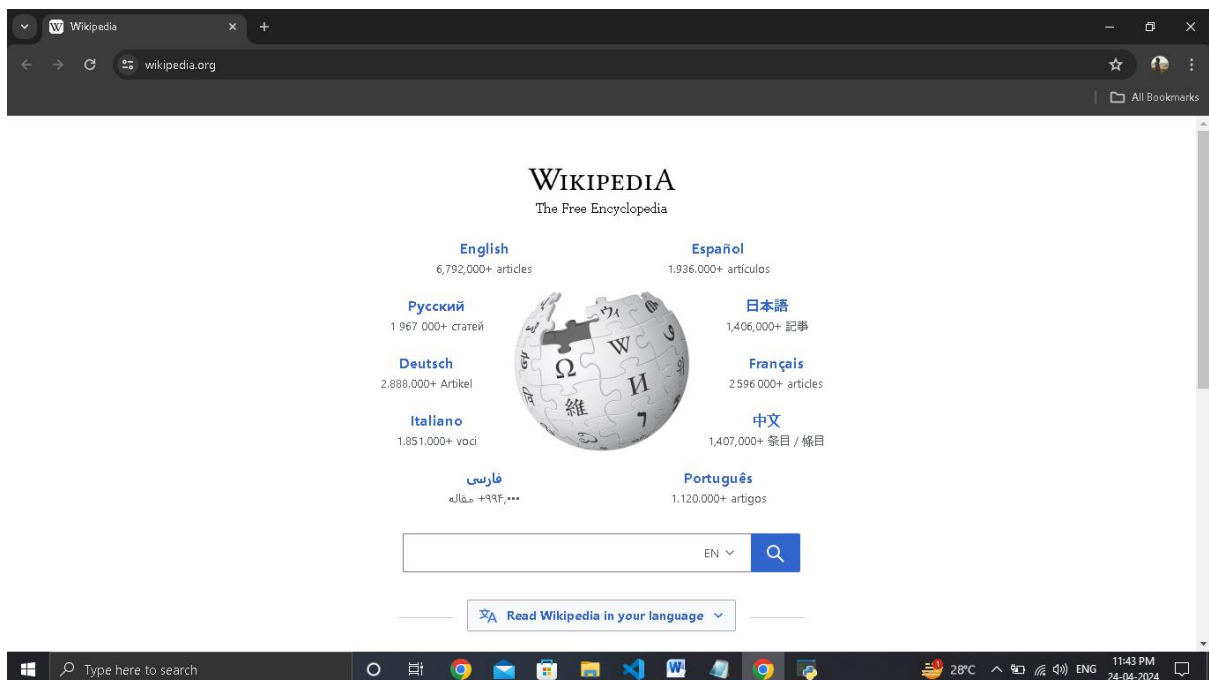 Wikipedia
wikipedia.org
All Bookmarks
WIKIPEDIA
The Free Encyclopedia
English
6,792,000+ articles
Español
1.936.000+ artículos
Русский
1 967 000+ статей
日本語
1,406,000+ 記事
Deutsch
2.888.000+ Artikel
Français
2 596 000+ articles
Italiano
1.851.000+ voci
中文
1,407,000+ 条目 / 條目
فارسی
۹۹۴٬۰۰۰+ مقاله
Português
1.120.000+ artigos
Ω W И 維 ウィ 7
EN
Read Wikipedia in your language
Type here to search
28°C ENG 11:43 PM
24-04-2024